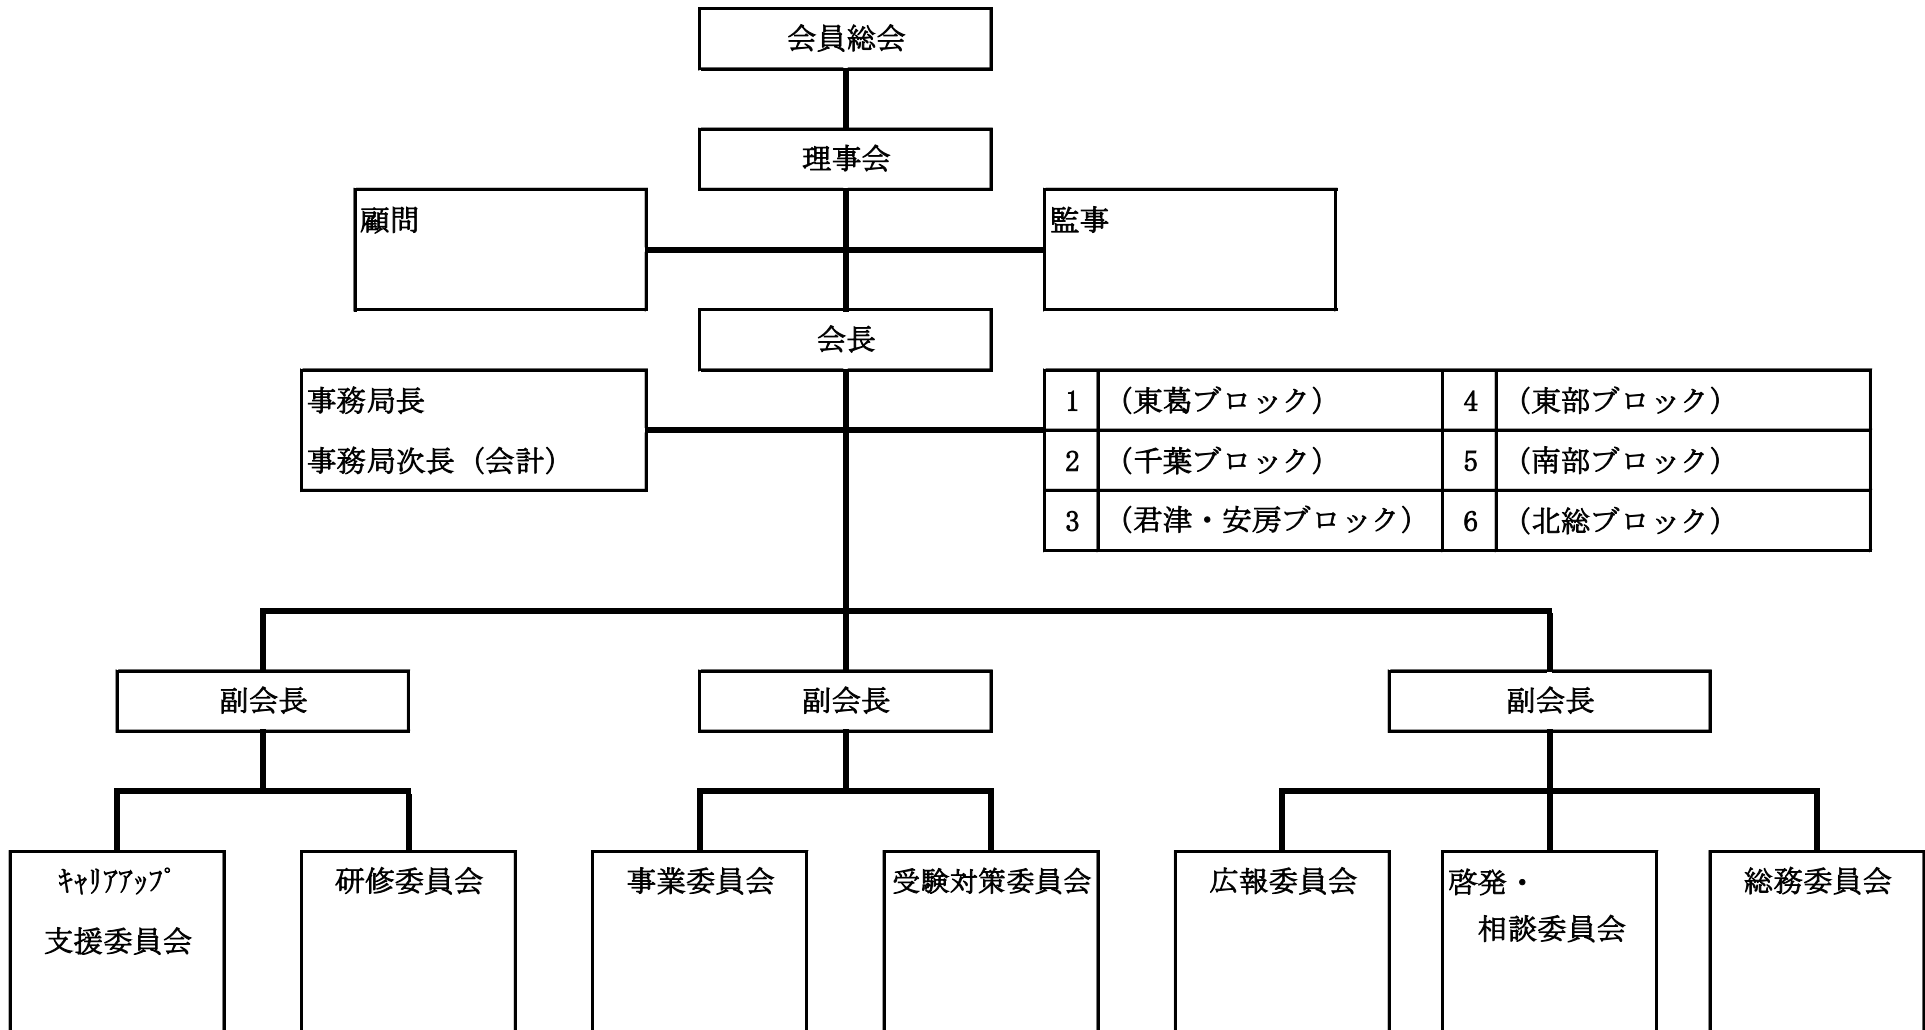 会員総会
理事会
顧問
監事
会長
事務局長
事務局次長（会計）
1 （東葛ブロック） 4 （東部ブロック）
2 （千葉ブロック） 5 （南部ブロック）
3 （君津・安房ブロック） 6 （北総ブロック）
副会長
副会長
副会長
ｷｬﾘｱｱｯﾌﾟ
支援委員会
研修委員会
事業委員会
受験対策委員会
広報委員会
啓発・
相談委員会
総務委員会